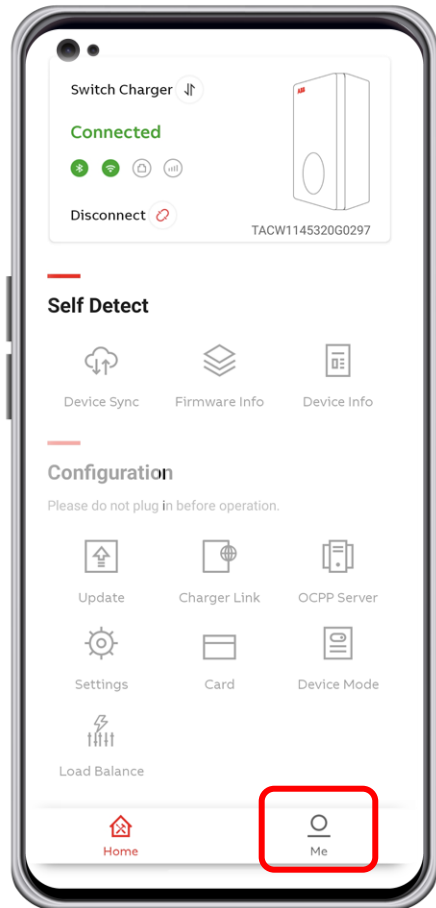 Switch Charger
ABB
Connected
Disconnect
TACW1145320G0297
Self Detect
Device Sync Firmware Info Device Info
Configuration
Please do not plug in before operation.
Update Charger Link OCPP Server
Settings Card Device Mode
Load Balance
Home Me